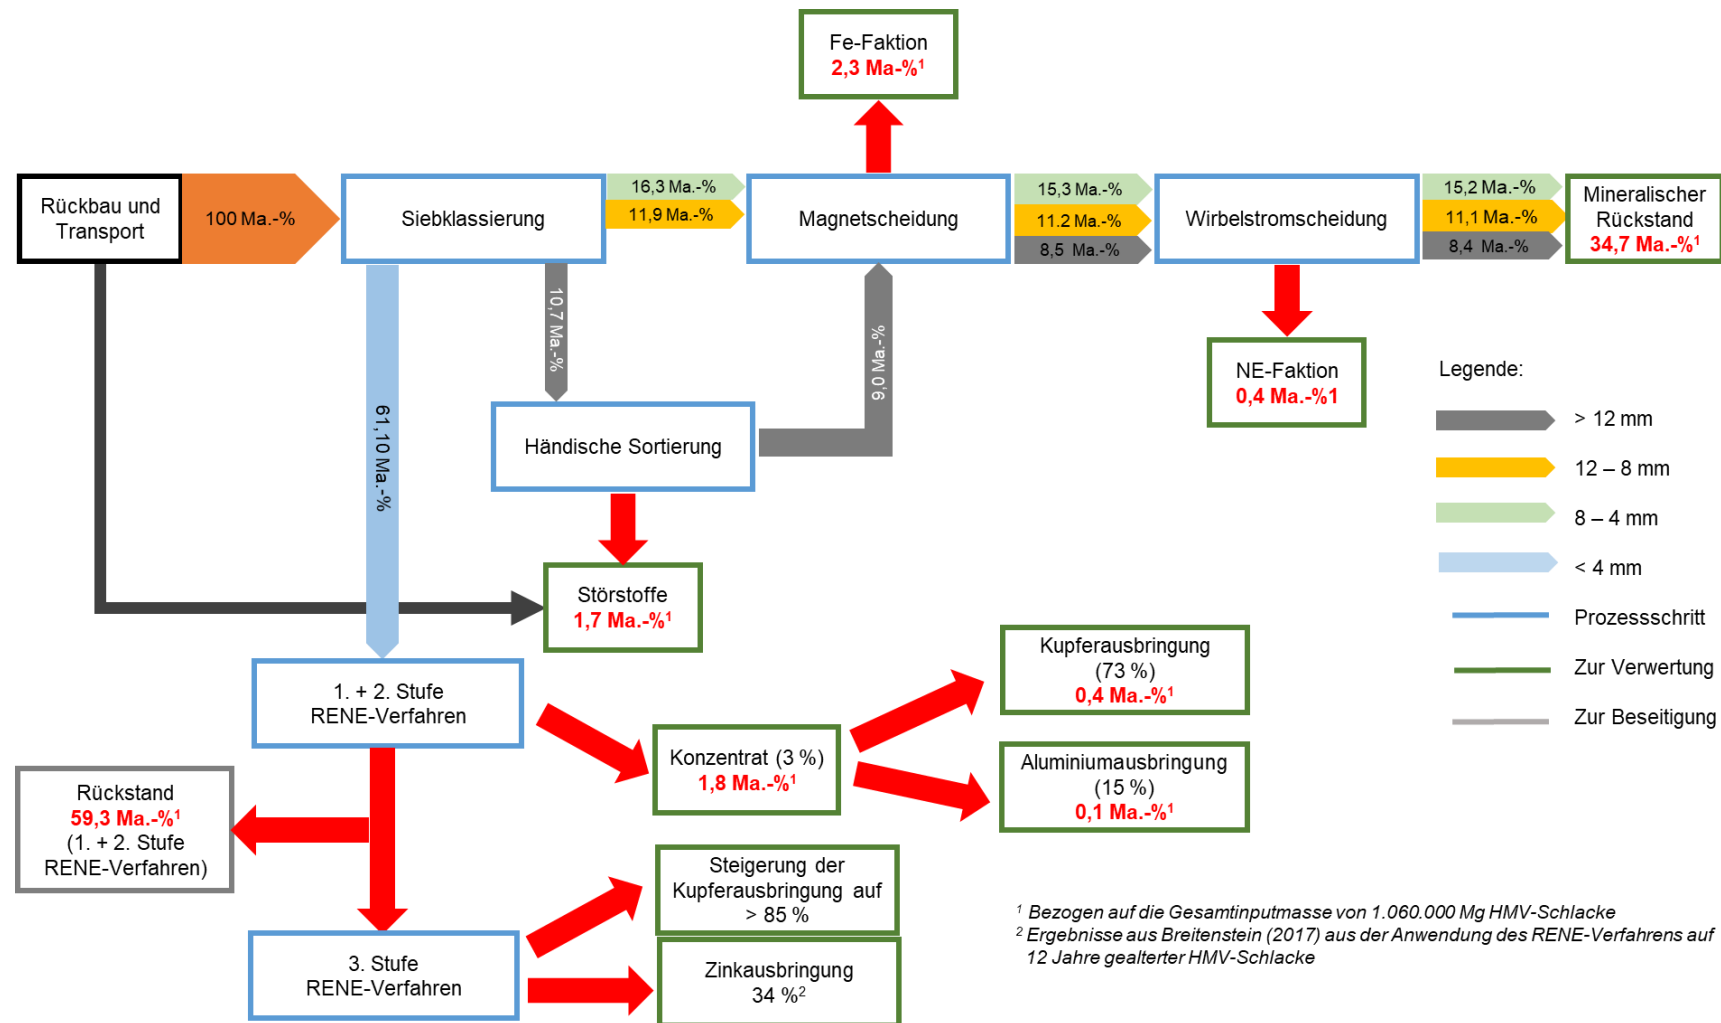 Fe-Faktion
2,3 Ma-%¹
Rückbau und
Transport
100 Ma.-%
Siebklassierung
16,3 Ma.-%
11,9 Ma.-%
Magnetscheidung
15,3 Ma.-%
11.2 Ma.-%
8,5 Ma.-%
Wirbelstromscheidung
15,2 Ma.-%
11,1 Ma.-%
8,4 Ma.-%
Mineralischer
Rückstand
34,7 Ma.-%¹
10,7 Ma.-%
9,0 Ma.-%
61,10 Ma.-%
Händische Sortierung
NE-Faktion
0,4 Ma.-%1
Legende:
> 12 mm
12 – 8 mm
8 – 4 mm
< 4 mm
Prozessschritt
Zur Verwertung
Zur Beseitigung
Störstoffe
1,7 Ma.-%¹
1. + 2. Stufe
RENE-Verfahren
Konzentrat (3 %)
1,8 Ma.-%¹
Kupferausbringung
(73 %)
0,4 Ma.-%¹
Aluminiumausbringung
(15 %)
0,1 Ma.-%¹
Rückstand
59,3 Ma.-%¹
(1. + 2. Stufe
RENE-Verfahren)
Steigerung der
Kupferausbringung auf
> 85 %
3. Stufe
RENE-Verfahren
Zinkausbringung
34 %²
¹ Bezogen auf die Gesamtinputmasse von 1.060.000 Mg HMV-Schlacke
² Ergebnisse aus Breitenstein (2017) aus der Anwendung des RENE-Verfahrens auf
12 Jahre gealterter HMV-Schlacke